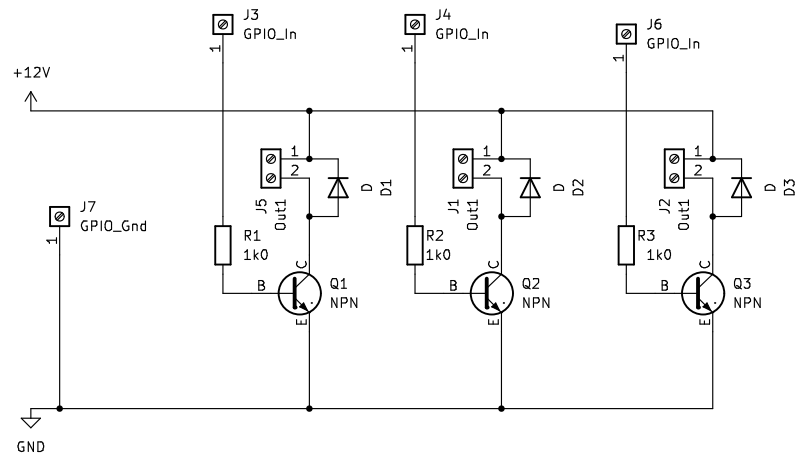 J3
GPIO_In
1
J4
GPIO_In
1
J6
GPIO_In
1
+12V
1
2
J5
Out1
D
D1
1
2
J1
Out1
D
D2
1
2
J2
Out1
D
D3
J7
GPIO_Gnd
1
R1
1k0
R2
1k0
R3
1k0
B
C
E
Q1
NPN
B
C
E
Q2
NPN
B
C
E
Q3
NPN
GND